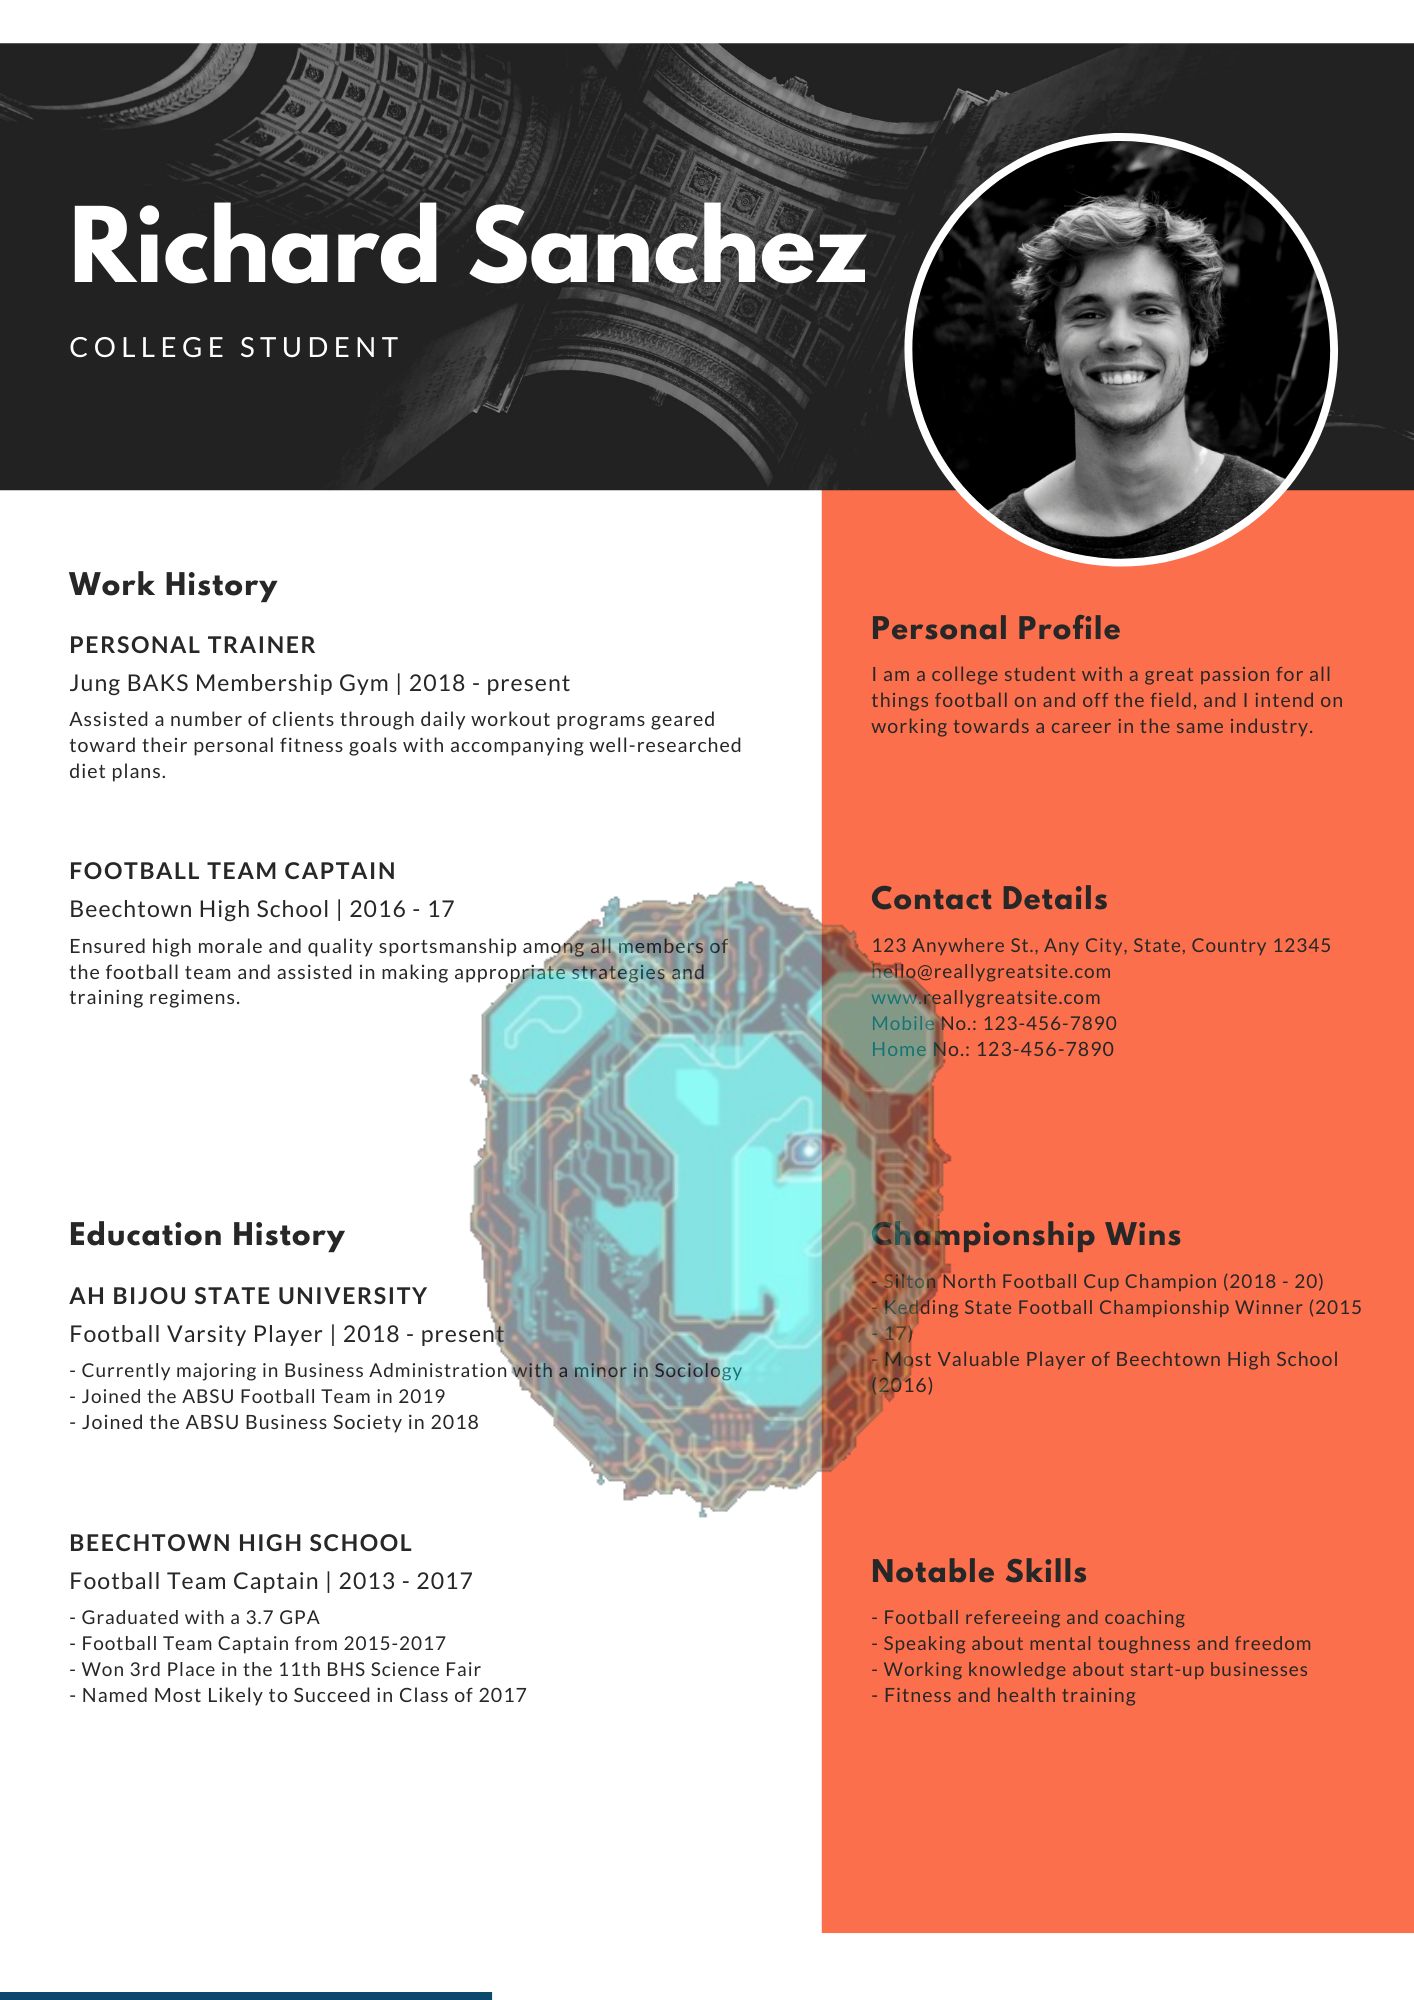 Richard Sanchez
COLLEGE STUDENT
Work History
PERSONAL TRAINER
Jung BAKS Membership Gym | 2018 - present
Assisted a number of clients through daily workout programs geared
toward their personal fitness goals with accompanying well-researched
diet plans.
FOOTBALL TEAM CAPTAIN
Beechtown High School | 2016 - 17
Ensured high morale and quality sportsmanship among all members of
the football team and assisted in making appropriate strategies and
training regimens.
Education History
AH BIJOU STATE UNIVERSITY
Football Varsity Player | 2018 - present
- Currently majoring in Business Administration with a minor in Sociology
- Joined the ABSU Football Team in 2019
- Joined the ABSU Business Society in 2018
BEECHTOWN HIGH SCHOOL
Football Team Captain | 2013 - 2017
- Graduated with a 3.7 GPA
- Football Team Captain from 2015-2017
- Won 3rd Place in the 11th BHS Science Fair
- Named Most Likely to Succeed in Class of 2017
Personal Profile
I am a college student with a great passion for all
things football on and off the field, and I intend on
working towards a career in the same industry.
Contact Details
123 Anywhere St., Any City, State, Country 12345
hello@reallygreatsite.com
www.reallygreatsite.com
Mobile No.: 123-456-7890
Home No.: 123-456-7890
Championship Wins
- Silton North Football Cup Champion (2018 - 20)
- Kedding State Football Championship Winner (2015
- 17)
- Most Valuable Player of Beechtown High School
(2016)
Notable Skills
- Football refereeing and coaching
- Speaking about mental toughness and freedom
- Working knowledge about start-up businesses
- Fitness and health training